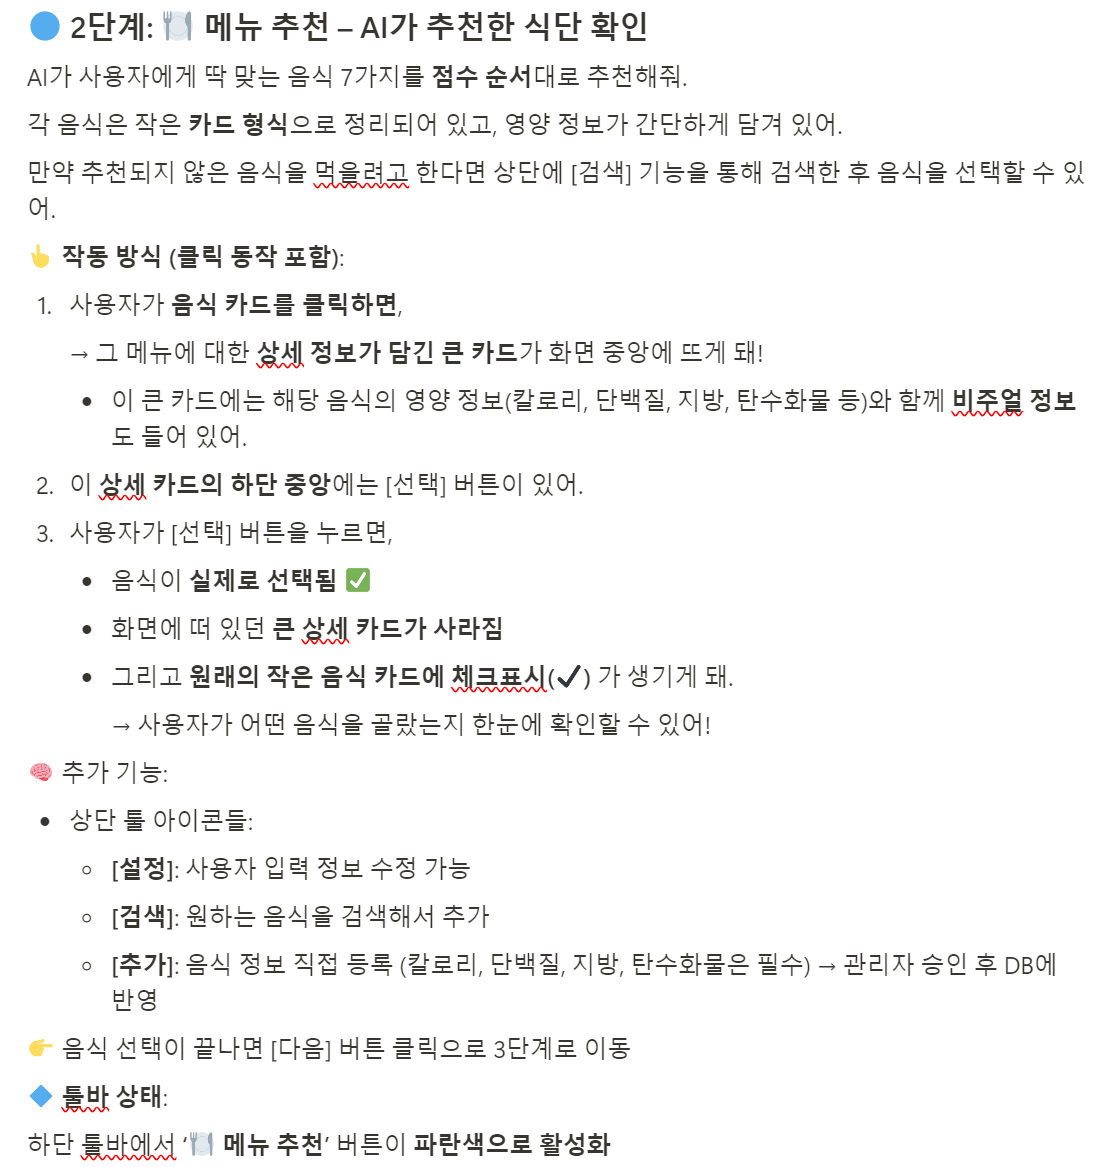 🔵 2단계: 🍽️ 메뉴 추천 – AI가 추천한 식단 확인
AI가 사용자에게 딱 맞는 음식 7가지를 점수 순서대로 추천해줘.
각 음식은 작은 카드 형식으로 정리되어 있고, 영양 정보가 간단하게 담겨 있어.
만약 추천되지 않은 음식을 먹을려고 한다면 상단에 [검색] 기능을 통해 검색한 후 음식을 선택할 수 있
어.
👆 작동 방식 (클릭 동작 포함):
1. 사용자가 음식 카드를 클릭하면,
→ 그 메뉴에 대한 상세 정보가 담긴 큰 카드가 화면 중앙에 뜨게 돼!
• 이 큰 카드에는 해당 음식의 영양 정보(칼로리, 단백질, 지방, 탄수화물 등)와 함께 비주얼 정보
도 들어 있어.
2. 이 상세 카드의 하단 중앙에는 [선택] 버튼이 있어.
3. 사용자가 [선택] 버튼을 누르면,
• 음식이 실제로 선택됨 ✅
• 화면에 떠 있던 큰 상세 카드가 사라짐
• 그리고 원래의 작은 음식 카드에 체크표시(✔) 가 생기게 돼.
→ 사용자가 어떤 음식을 골랐는지 한눈에 확인할 수 있어!
🧠 추가 기능:
• 상단 툴 아이콘들:
○ [설정]: 사용자 입력 정보 수정 가능
○ [검색]: 원하는 음식을 검색해서 추가
○ [추가]: 음식 정보 직접 등록 (칼로리, 단백질, 지방, 탄수화물은 필수) → 관리자 승인 후 DB에
반영
👉 음식 선택이 끝나면 [다음] 버튼 클릭으로 3단계로 이동
🔷 툴바 상태:
하단 툴바에서 ‘🍽️ 메뉴 추천’ 버튼이 파란색으로 활성화